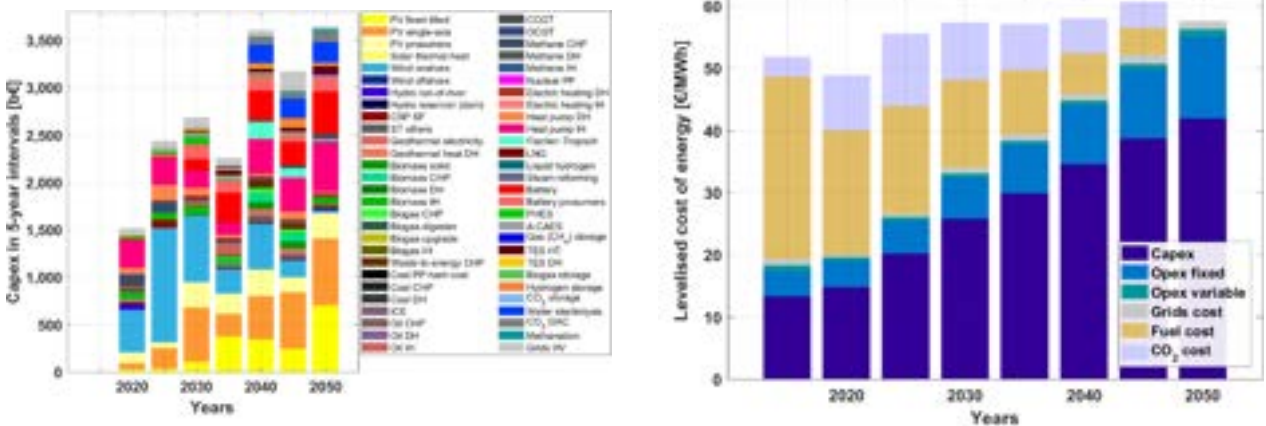 Capex in 5-year intervals [b€]
3,500
3,000
2,500
2,000
1,500
1,000
500
0
2020
2030
2040
2050
Years
PV fixed tilted
PV single-axis
PV prosumers
Solar thermal heat
Wind onshore
Wind offshore
Hydro run-of-river
Hydro reservoir (dam)
CSP SF
ST others
Geothermal electricity
Geothermal heat DH
Biomass solid
Biomass CHP
Biomass DH
Biomass IH
Biogas CHP
Biogas digester
Biogas upgrade
Biogas IH
Waste-to-energy CHP
Coal PP hard coal
Coal CHP
Coal DH
ICE
Oil CHP
Oil DH
Oil IH
CCGT
OCGT
Methane CHP
Methane DH
Methane IH
Nuclear PP
Electric heating DH
Electric heating IH
Heat pump DH
Heat pump IH
Fischer-Tropsch
LNG
Liquid hydrogen
Steam reforming
Battery
Battery prosumers
PHES
A-CAES
Gas (CH4) storage
TES HT
TES DH
Biogas storage
Hydrogen storage
CO2 storage
Water electrolysis
CO2 DAC
Methanation
Levelised cost of energy [€/MWh]
60
50
40
30
20
10
0
2020
2030
2040
2050
Years
Capex
Opex fixed
Opex variable
Grids cost
Fuel cost
CO2 cost